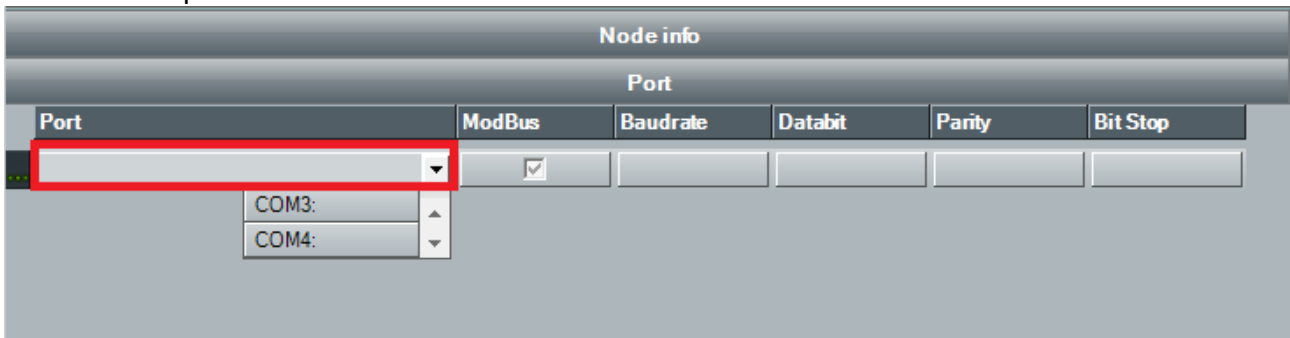 Node info
Port
Port ModBus Baudrate Databit Parity Bit Stop
COM3:
COM4: